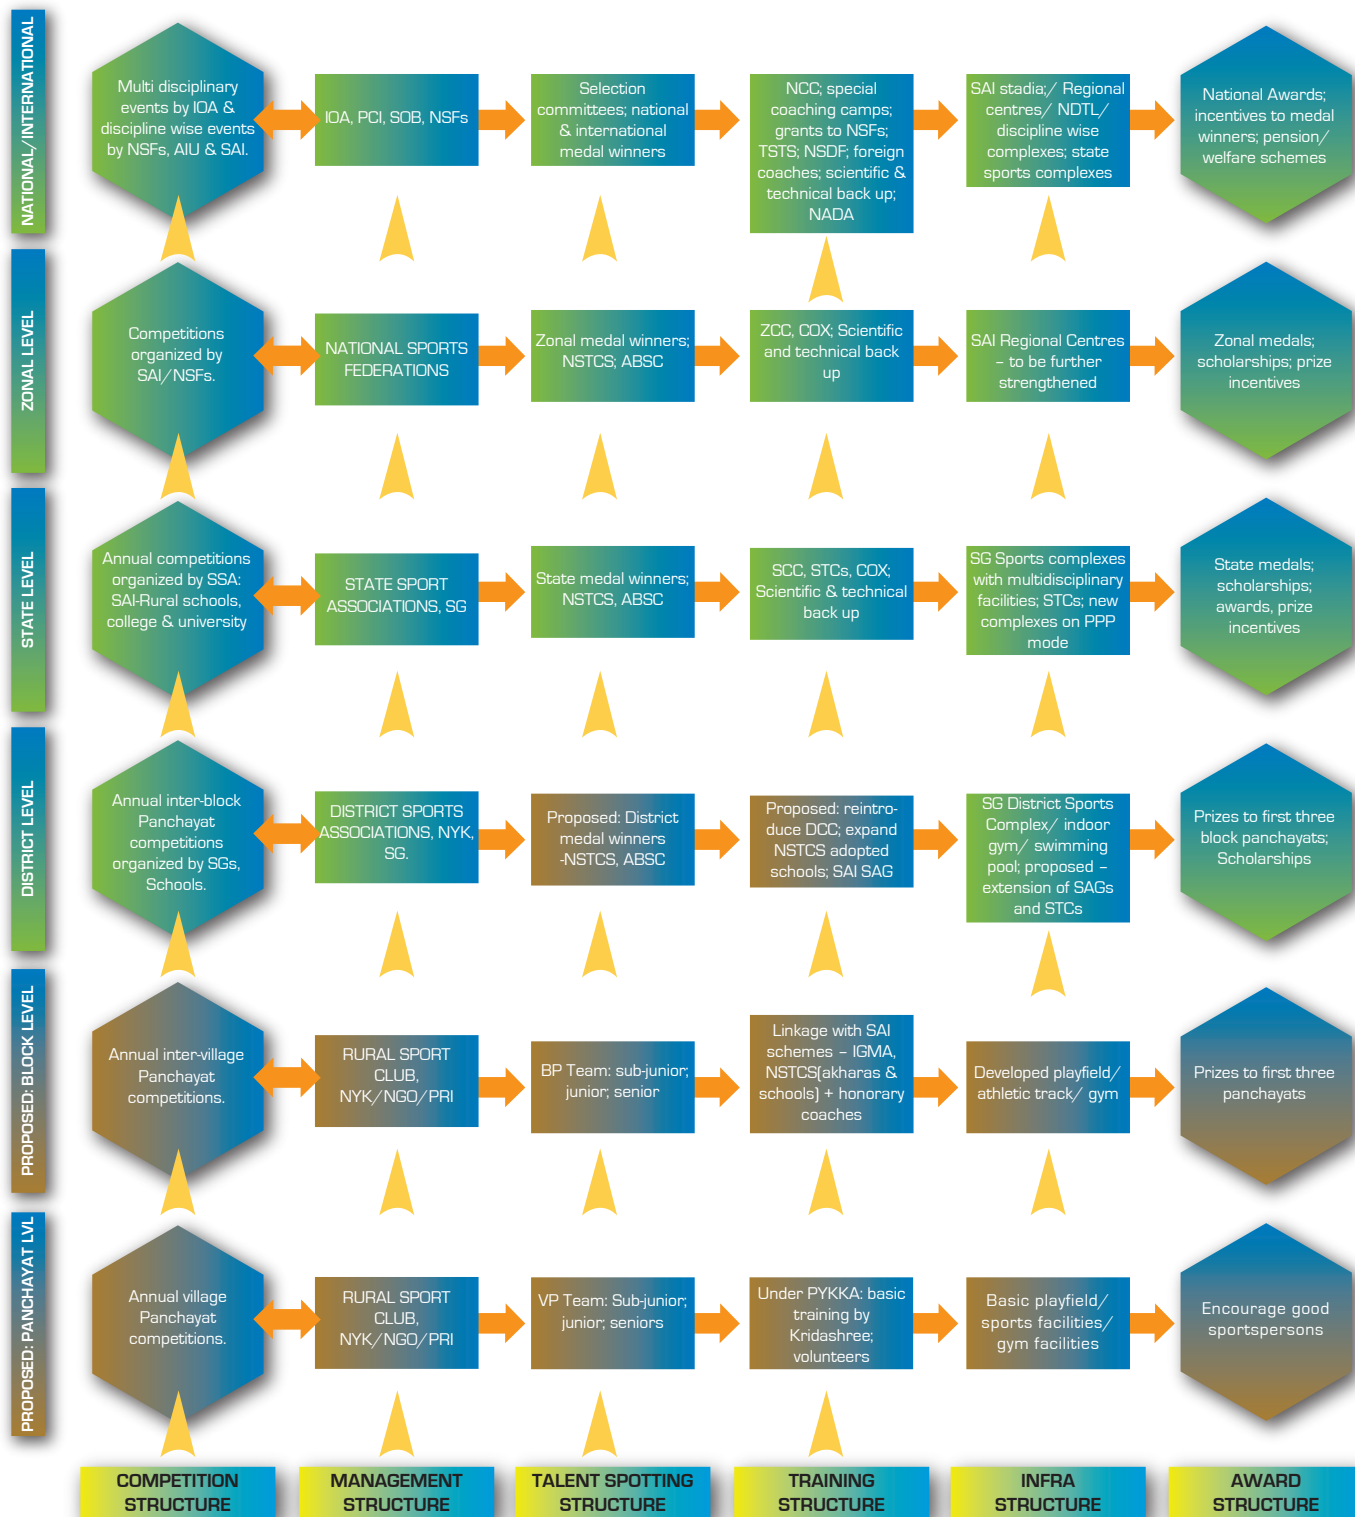 NATIONAL/INTERNATIONAL
Multi disciplinary
events by IOA &
discipline wise events
by NSFs, AIU & SAI.
IOA, PCI, SOB, NSFs
Selection
committees; national
& international
medal winners
NCC; special
coaching camps;
grants to NSFs;
TSTS; NSDF; foreign
coaches; scientific &
technical back up;
NADA
SAI stadia;/ Regional
centres/ NDTL/
discipline wise
complexes; state
sports complexes
National Awards;
incentives to medal
winners; pension/
welfare schemes
ZONAL LEVEL
Competitions
organized by
SAI/NSFs.
NATIONAL SPORTS
FEDERATIONS
Zonal medal winners;
NSTCS; ABSC
ZCC, COX; Scientific
and technical back
up
SAI Regional Centres
– to be further
strengthened
Zonal medals;
scholarships; prize
incentives
STATE LEVEL
Annual competitions
organized by SSA:
SAI-Rural schools,
college & university
STATE SPORT
ASSOCIATIONS, SG
State medal winners;
NSTCS, ABSC
SCC, STCs, COX;
Scientific & technical
back up
SG Sports complexes
with multidisciplinary
facilities; STCs; new
complexes on PPP
mode
State medals;
scholarships;
awards, prize
incentives
DISTRICT LEVEL
Annual inter-block
Panchayat
competitions
organized by SGs,
Schools.
DISTRICT SPORTS
ASSOCIATIONS, NYK,
SG.
Proposed: District
medal winners
-NSTCS, ABSC
Proposed: reintro-
duce DCC; expand
NSTCS adopted
schools; SAI SAG
SG District Sports
Complex/ indoor
gym/ swimming
pool; proposed –
extension of SAGs
and STCs
Prizes to first three
block panchayats;
Scholarships
PROPOSED: BLOCK LEVEL
Annual inter-village
Panchayat
competitions.
RURAL SPORT
CLUB,
NYK/NGO/PRI
BP Team: sub-junior;
junior; senior
Linkage with SAI
schemes – IGMA,
NSTCS(akharas &
schools) + honorary
coaches
Developed playfield/
athletic track/ gym
Prizes to first three
panchayats
PROPOSED: PANCHAYAT LVL
Annual village
Panchayat
competitions.
RURAL SPORT
CLUB,
NYK/NGO/PRI
VP Team: Sub-junior;
junior; seniors
Under PYKKA: basic
training by
Kridashree;
volunteers
Basic playfield/
sports facilities/
gym facilities
Encourage good
sportspersons
COMPETITION
STRUCTURE
MANAGEMENT
STRUCTURE
TALENT SPOTTING
STRUCTURE
TRAINING
STRUCTURE
INFRA
STRUCTURE
AWARD
STRUCTURE